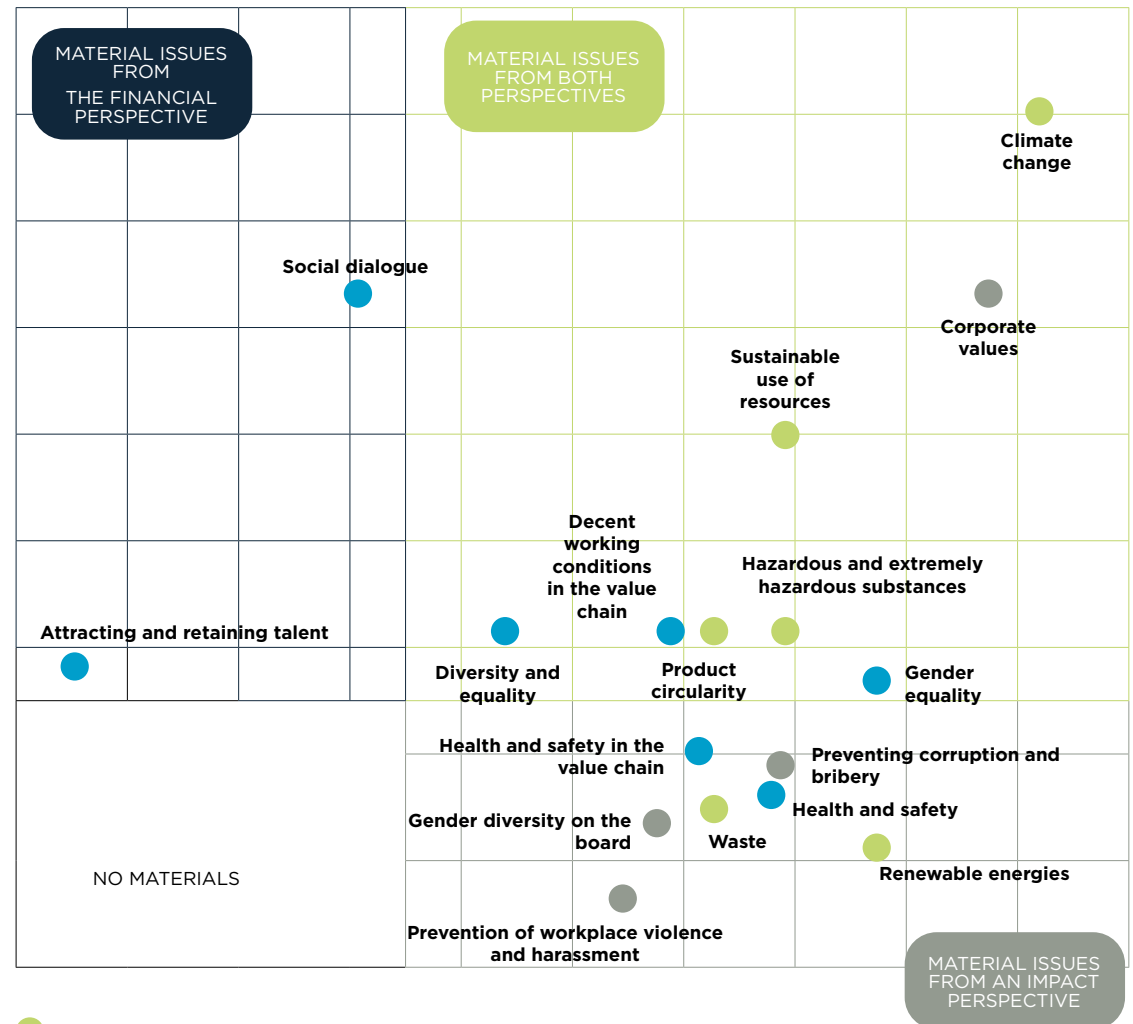 MATERIAL ISSUES
FROM
THE FINANCIAL
PERSPECTIVE
MATERIAL ISSUES
FROM BOTH
PERSPECTIVES
Climate
change
Social dialogue
Corporate
values
Sustainable
use of
resources
Decent
working
conditions
in the value
chain
Hazardous and extremely
hazardous substances
Attracting and retaining talent
Diversity and
equality
Product
circularity
Gender
equality
Health and safety in the
value chain
Preventing corruption and
bribery
Health and safety
Gender diversity on the
board
Waste
Renewable energies
NO MATERIALS
Prevention of workplace violence
and harassment
MATERIAL ISSUES
FROM AN IMPACT
PERSPECTIVE